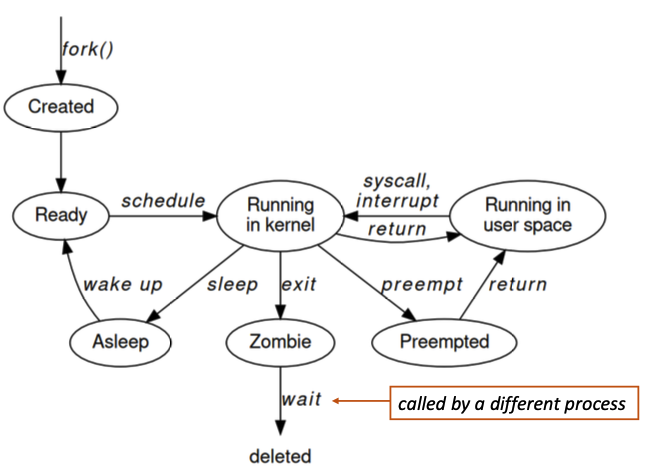 fork()
Created
Ready
schedule
Running
in kernel
syscall,
interrupt
return
Running in
user space
wake up
sleep
exit
preempt
return
Asleep
Zombie
Preempted
wait
called by a different process
deleted